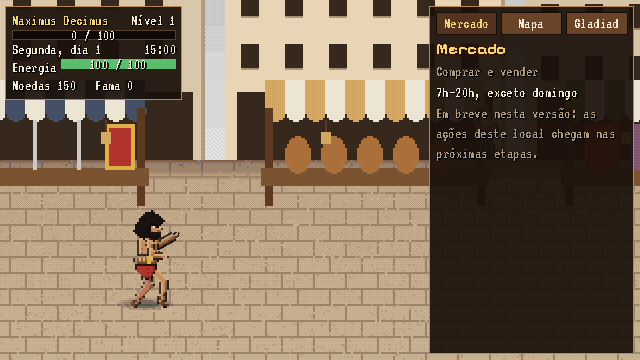 Maximus Decimus Nível 1
0 / 100
Segunda, dia 1 15:00
Energia 100 / 100
Moedas 150 Fama 0
Mercado Mapa Gladiad
Mercado
Comprar e vender
7h-20h, exceto domingo
Em breve nesta versão: as
ações deste local chegam nas
próximas etapas.